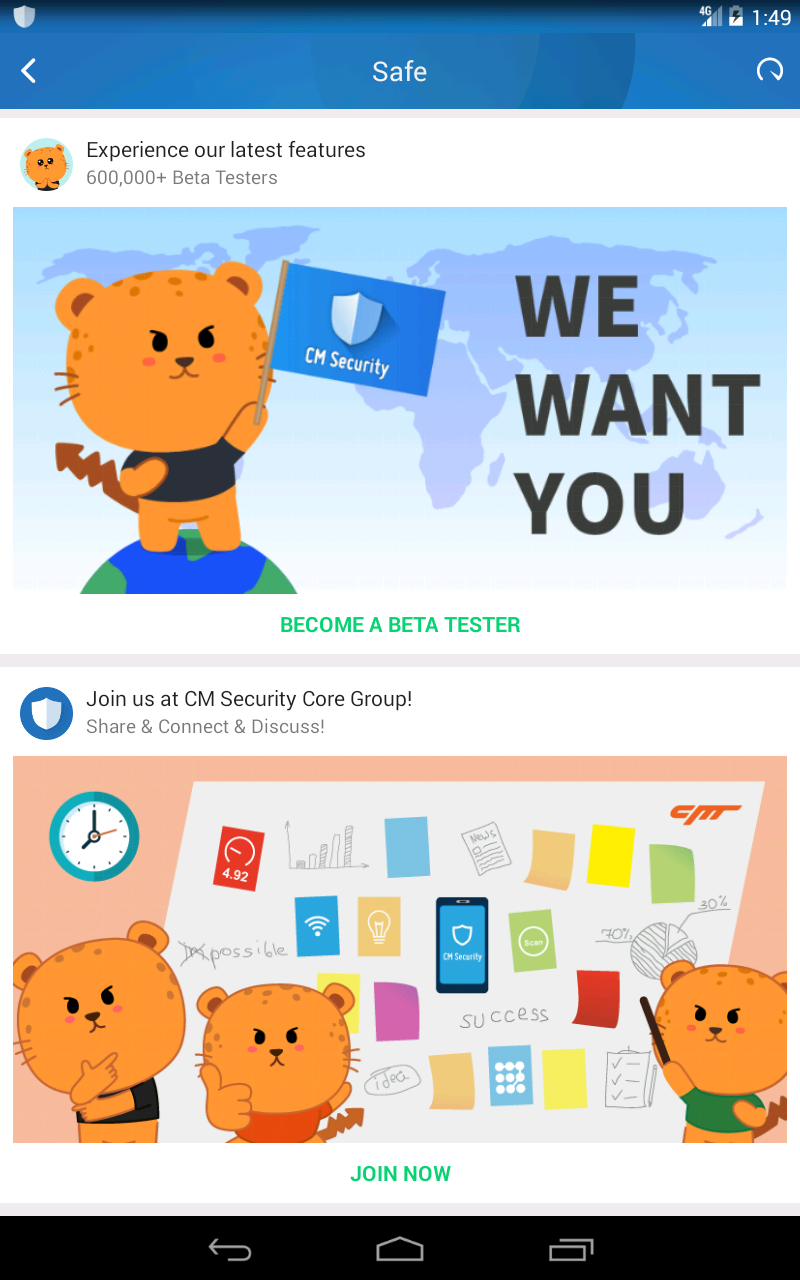 4G
1:49
Safe
Experience our latest features
600,000+ Beta Testers
CM Security
WE
WANT
YOU
BECOME A BETA TESTER
Join us at CM Security Core Group!
Share & Connect & Discuss!
cm
4.92
NEWS
30%
70%
Impossible
CM Security
Scan
success
idea
JOIN NOW